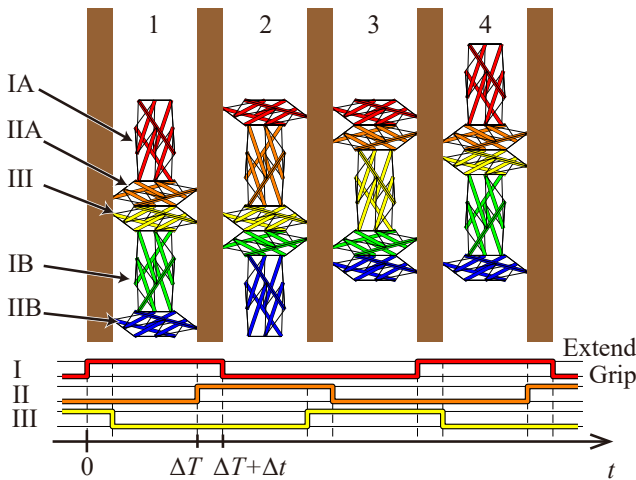 1 2 3 4
IA
IIA
III
IB
IIB
Extend
I
Grip
II
III
0 ΔT ΔT+Δt t